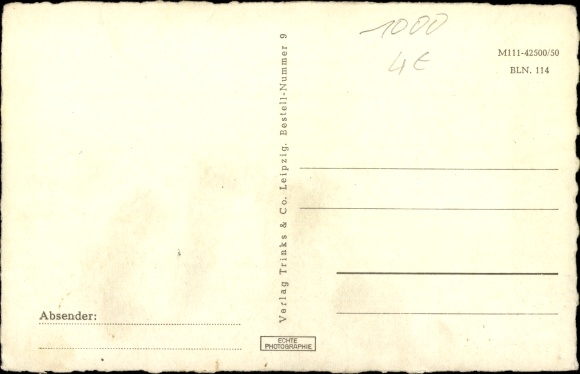 1000
4€
M111-42500/50
BLN. 114
Verlag Trinks & Co. Leipzig. Bestell-Nummer 9
Absender:
ECHTE
PHOTOGRAPHIE